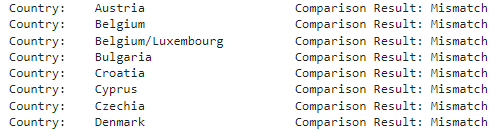 Country: Austria Comparison Result: Mismatch
Country: Belgium Comparison Result: Mismatch
Country: Belgium/Luxembourg Comparison Result: Mismatch
Country: Bulgaria Comparison Result: Mismatch
Country: Croatia Comparison Result: Mismatch
Country: Cyprus Comparison Result: Mismatch
Country: Czechia Comparison Result: Mismatch
Country: Denmark Comparison Result: Mismatch